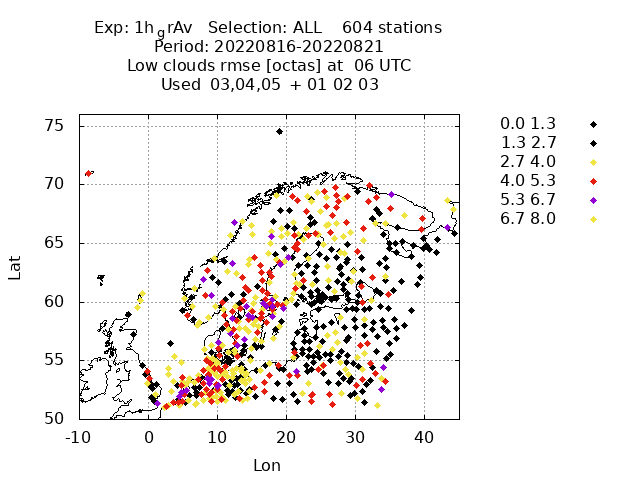 Exp: 1h grAv Selection: ALL 604 stations
Period: 20220816-20220821
Low clouds rmse [octas] at 06 UTC
Used 03,04,05 + 01 02 03
0.0 1.3
1.3 2.7
2.7 4.0
4.0 5.3
5.3 6.7
6.7 8.0
75
70
65
60
55
50
Lat
-10 0 10 20 30 40
Lon